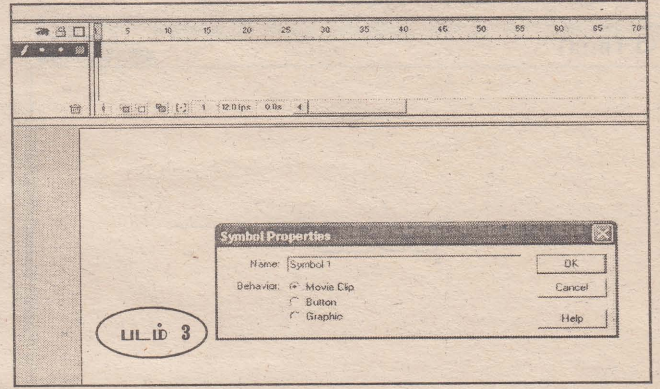 5 10 15 20 25 30 35 40 45 50 55 60 65 70
1 12.0 fps 0.0s
Symbol Properties
Name: Symbol 1 OK
Behavior: Movie Clip Cancel
Button
Graphic Help
படம் 3